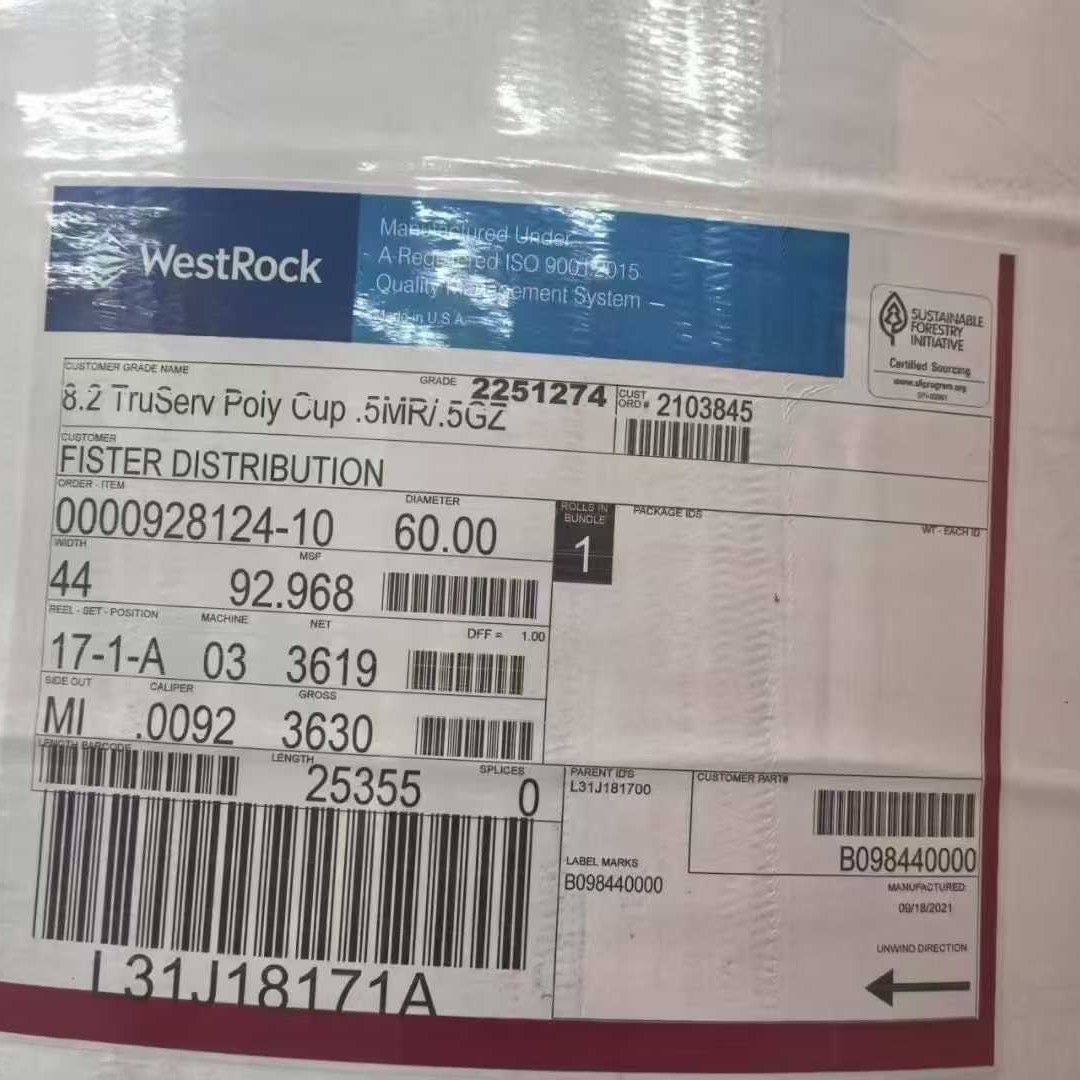 WestRock
Manufactured Under
A Registered ISO 9001:2015
Quality Management System
Made in U.S.A.
SUSTAINABLE
FORESTRY
INITIATIVE
Certified Sourcing
www.sfiprogram.org
CUSTOMER GRADE NAME
GRADE 2251274
8.2 TruServ Poly Cup .5MR/.5GZ
CUST
ORD# 2103845
CUSTOMER
FISTER DISTRIBUTION
ORDER - ITEM
0000928124-10
DIAMETER
60.00
ROLLS IN
BUNDLE
1
PACKAGE IDS
WT - EACH ID
WIDTH
44
MSF
92.968
REEL - SET - POSITION
17-1-A
MACHINE
03
NET
3619
DFF = 1.00
SIDE OUT
MI
CALIPER
.0092
GROSS
3630
LENGTH BARCODE
LENGTH
25355
SPLICES
0
L31J18171A
PARENT ID'S
L31J181700
LABEL MARKS
B098440000
CUSTOMER PART#
B098440000
MANUFACTURED
09/18/2021
UNWIND DIRECTION